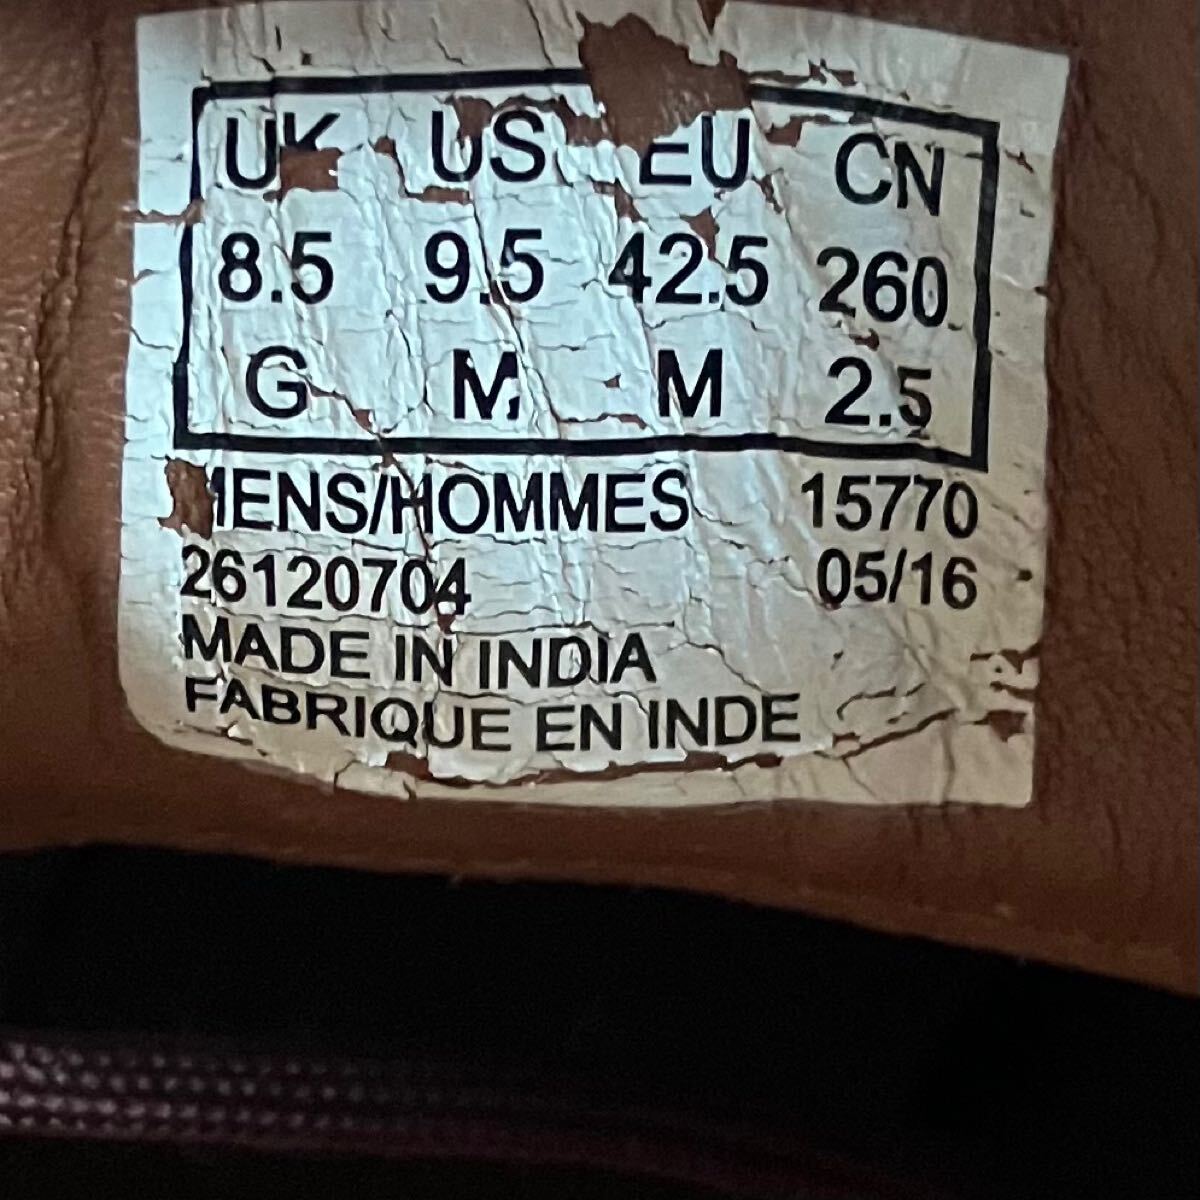 UK US EU CN
8.5 9.5 42.5 260
G M M 2.5
MENS/HOMMES 15770
26120704 05/16
MADE IN INDIA
FABRIQUE EN INDE